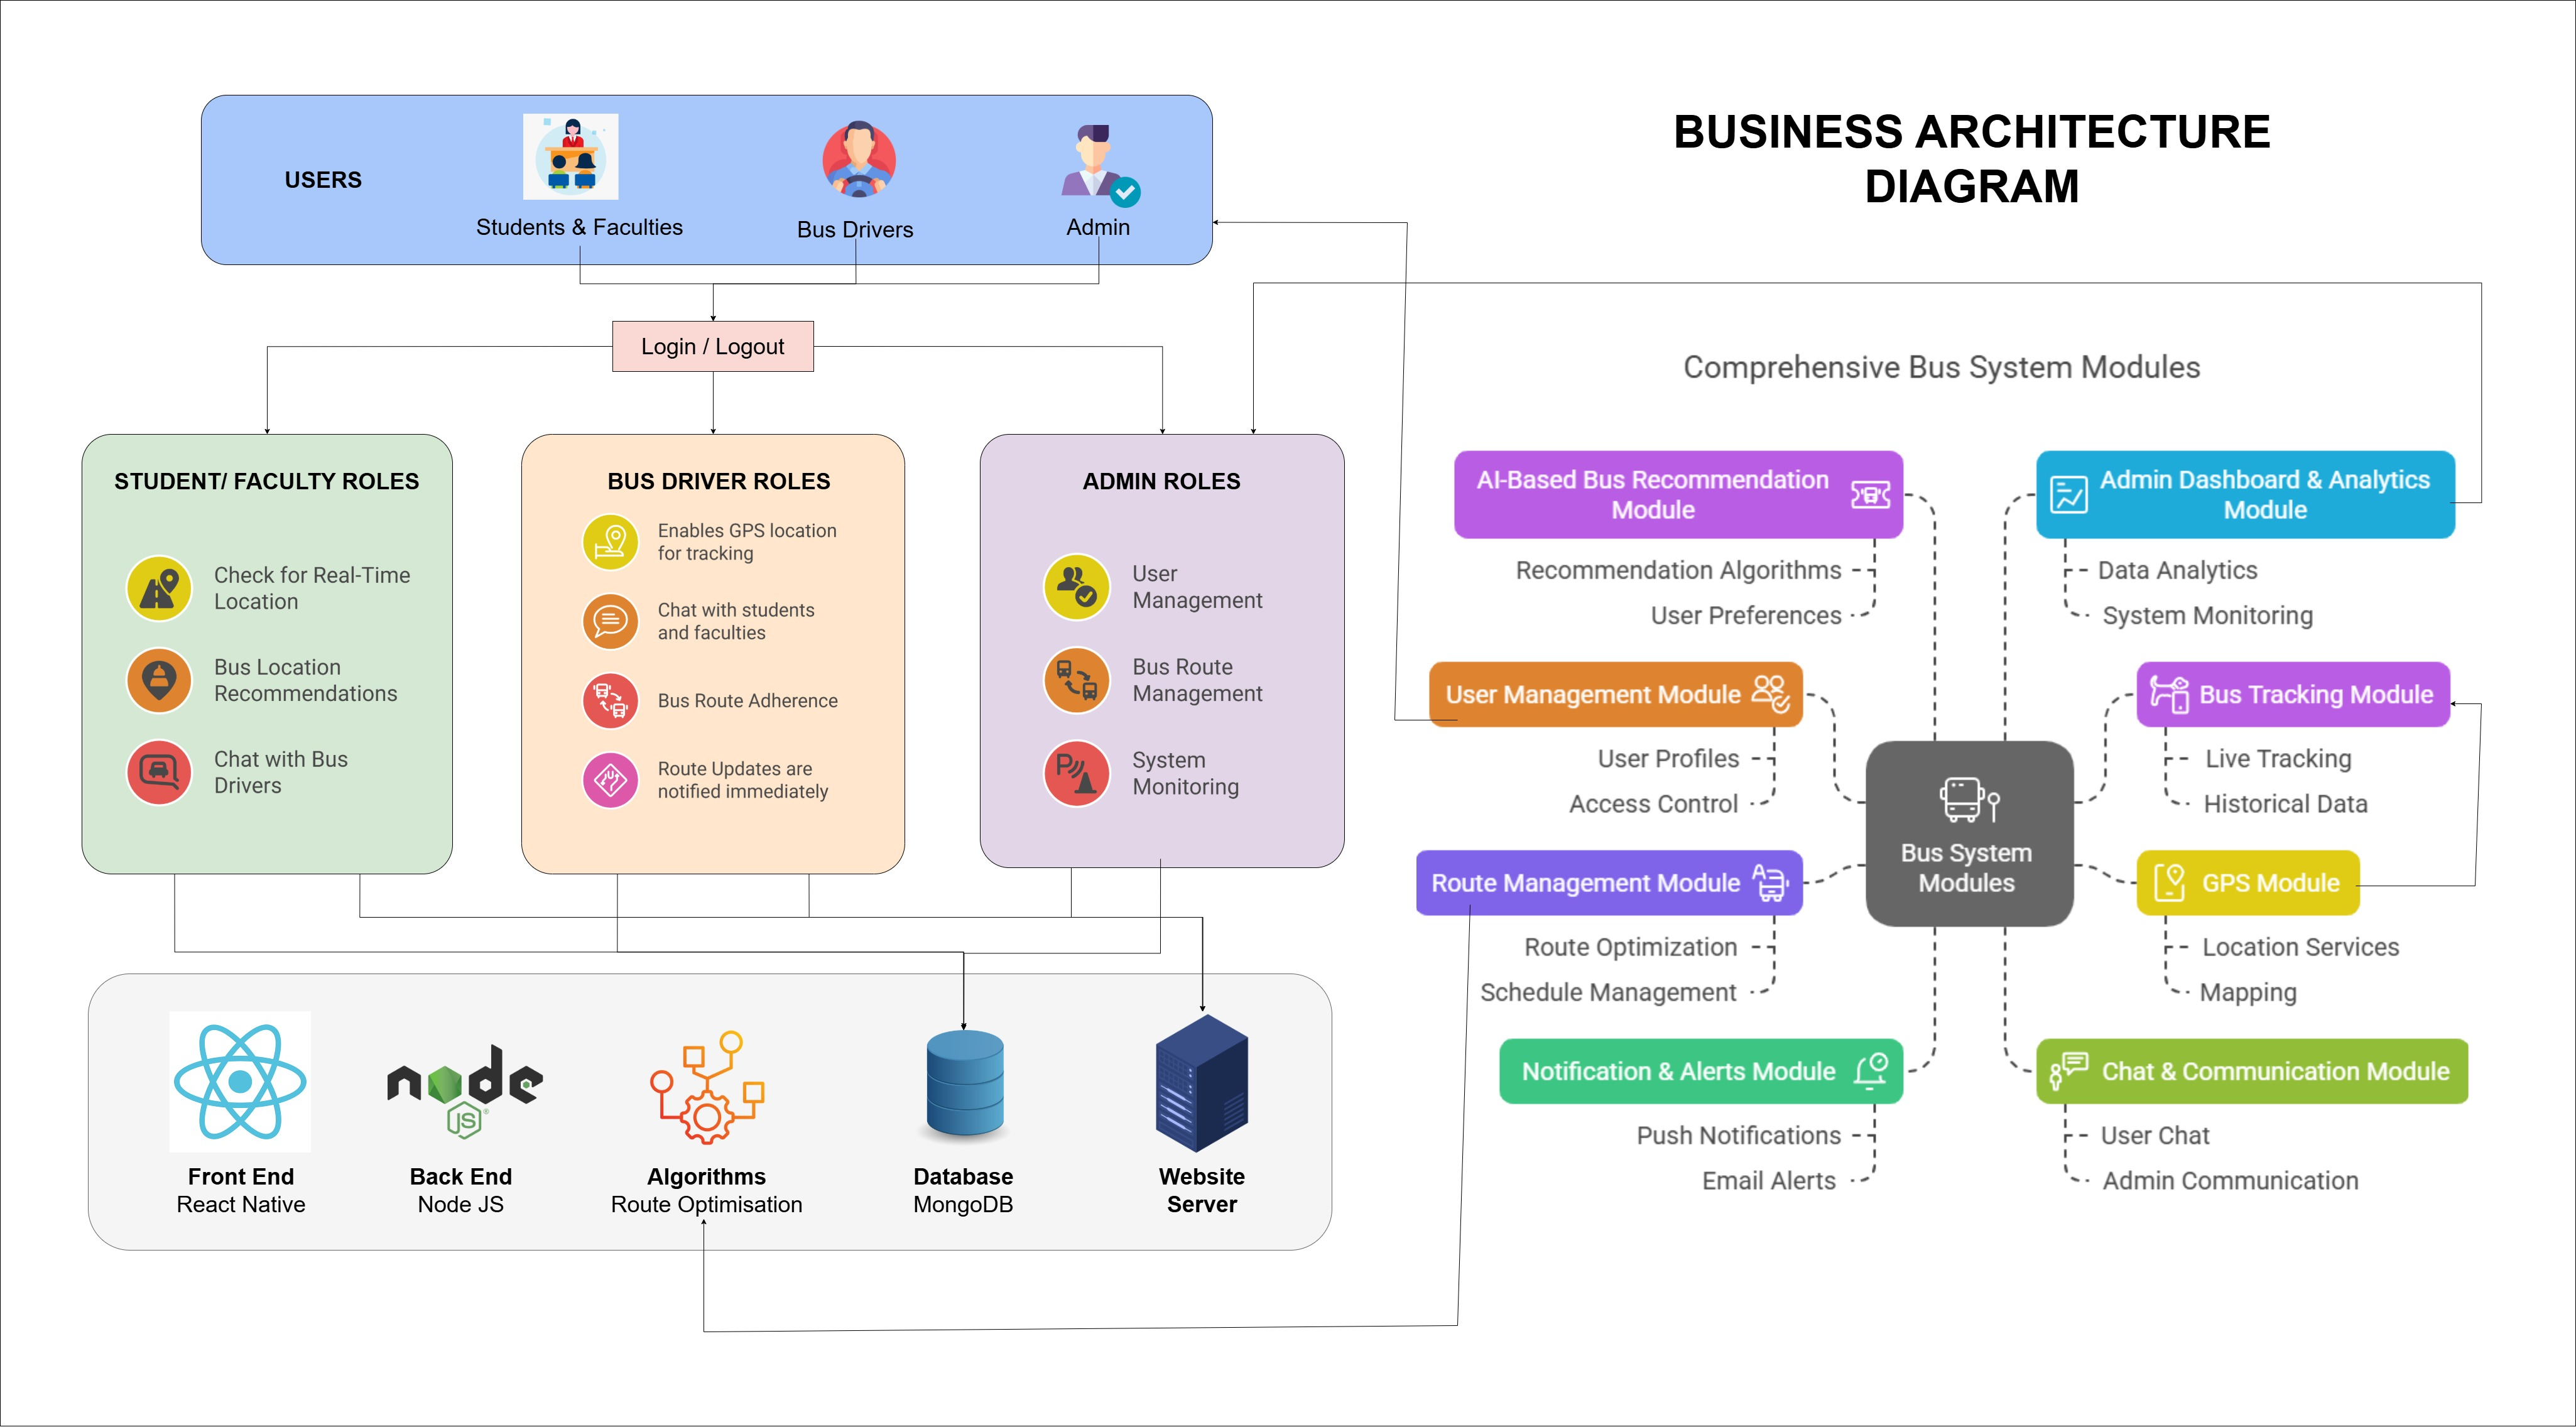 BUSINESS ARCHITECTURE
DIAGRAM
USERS
Students & Faculties
Bus Drivers
Admin
Login / Logout
STUDENT/ FACULTY ROLES
Check for Real-Time
Location
Bus Location
Recommendations
Chat with Bus
Drivers
BUS DRIVER ROLES
Enables GPS location
for tracking
Chat with students
and faculties
Bus Route Adherence
Route Updates are
notified immediately
ADMIN ROLES
User
Management
Bus Route
Management
System
Monitoring
node
JS
Front End
React Native
Back End
Node JS
Algorithms
Route Optimisation
Database
MongoDB
Website
Server
Comprehensive Bus System Modules
AI-Based Bus Recommendation
Module
Recommendation Algorithms
User Preferences
User Management Module
User Profiles
Access Control
Route Management Module
Route Optimization
Schedule Management
Notification & Alerts Module
Push Notifications
Email Alerts
Bus System
Modules
Admin Dashboard & Analytics
Module
Data Analytics
System Monitoring
Bus Tracking Module
Live Tracking
Historical Data
GPS Module
Location Services
Mapping
Chat & Communication Module
User Chat
Admin Communication